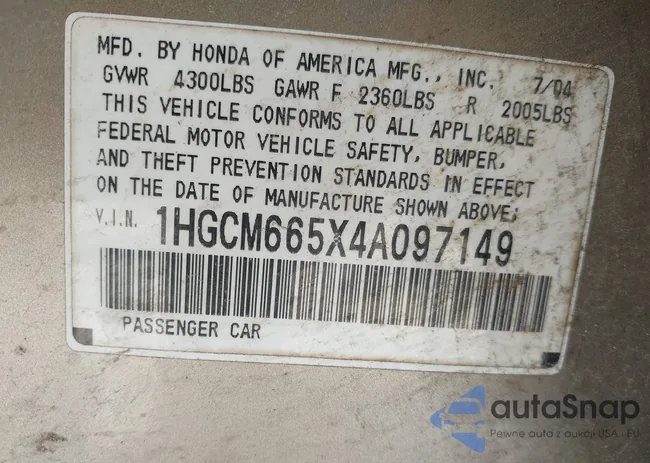 MFD. BY HONDA OF AMERICA MFG., INC. 7/04
GVWR 4300LBS GAWR F 2360LBS R 2005LBS
THIS VEHICLE CONFORMS TO ALL APPLICABLE
FEDERAL MOTOR VEHICLE SAFETY, BUMPER,
AND THEFT PREVENTION STANDARDS IN EFFECT
ON THE DATE OF MANUFACTURE SHOWN ABOVE;
V.I.N. 1HGCM665X4A097149
PASSENGER CAR
autaSnap
Pewne auta z aukcji USA - EU